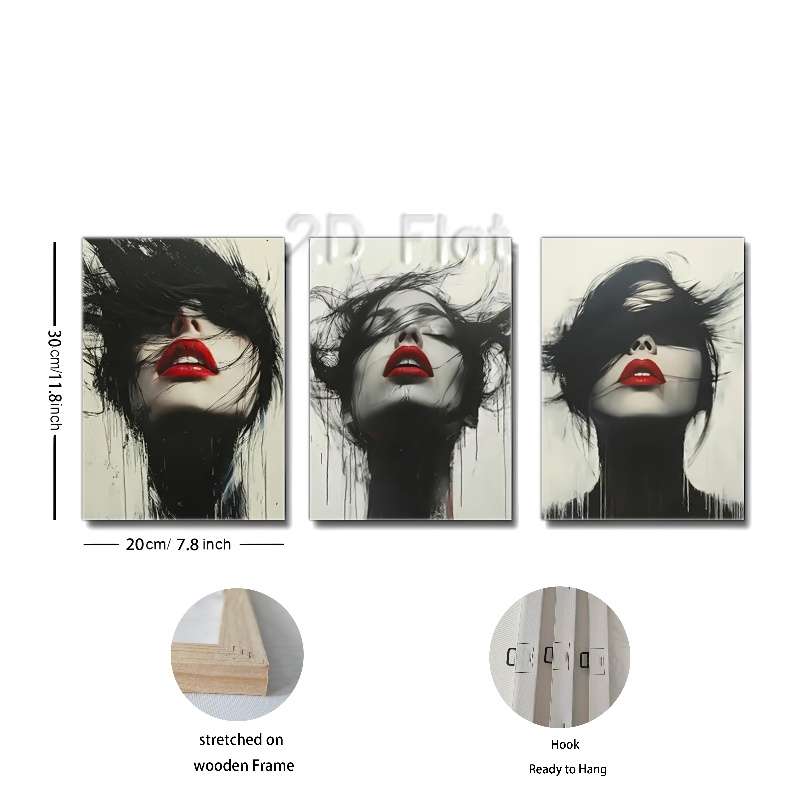 2D Flat
30cm/11.8inch
20cm/ 7.8 inch
stretched on
wooden Frame
Hook
Ready to Hang